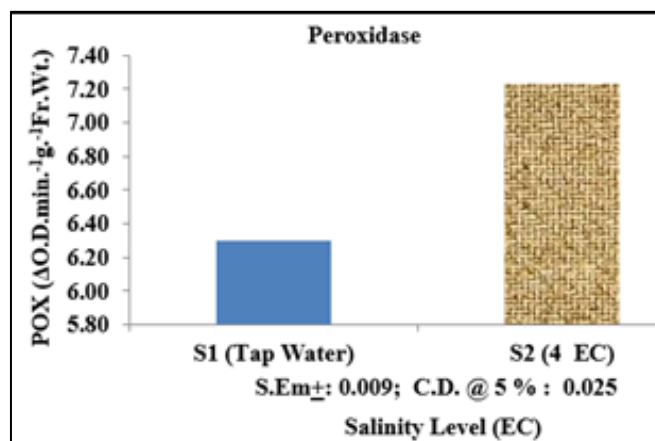 Peroxidase
POX (ΔO.D.min.-¹g.-¹Fr.Wt.)
7.40
7.20
7.00
6.80
6.60
6.40
6.20
6.00
5.80
S1 (Tap Water) S2 (4 EC)
S.Em±: 0.009; C.D. @ 5 % : 0.025
Salinity Level (EC)